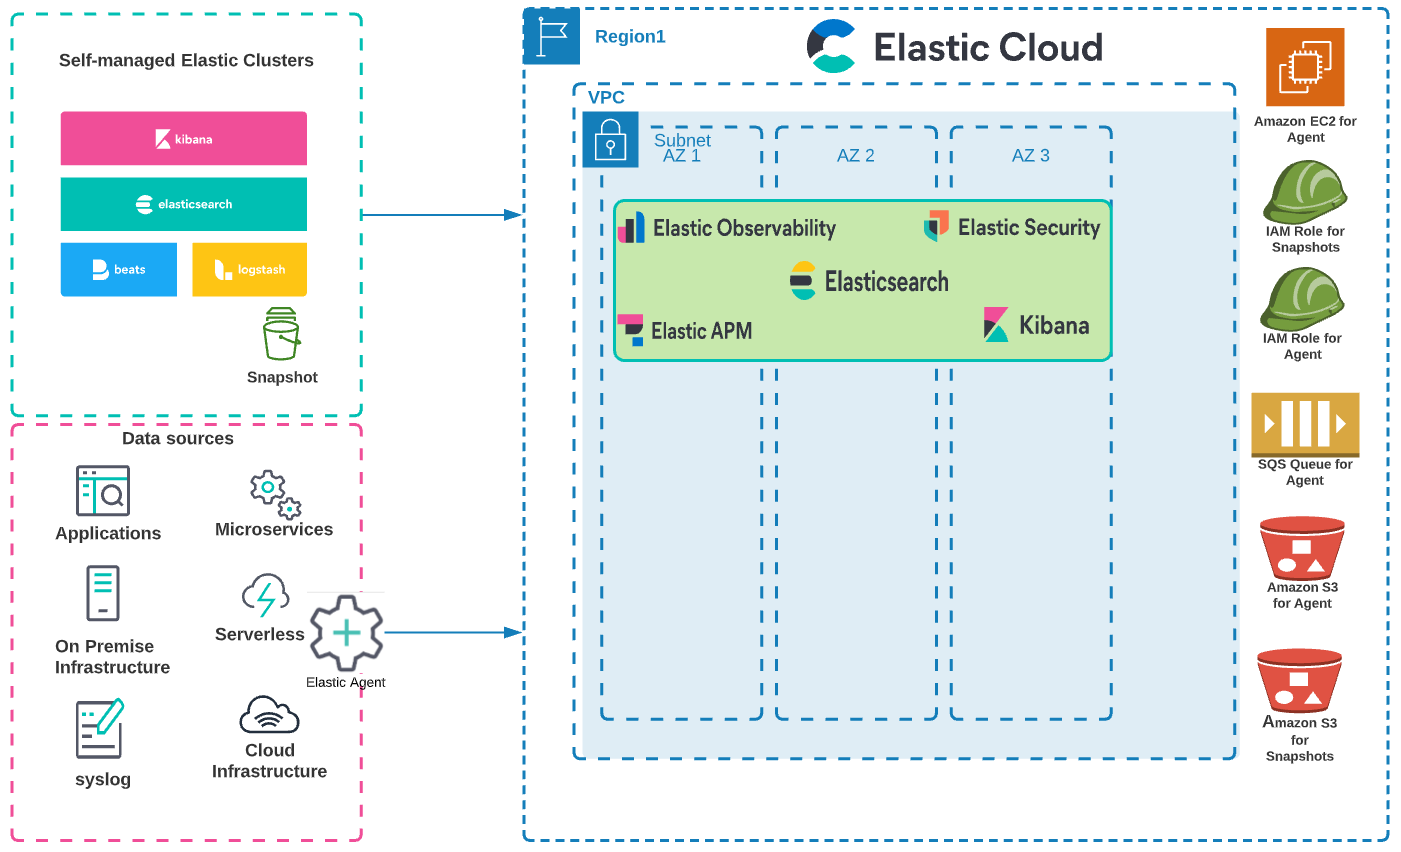 Self-managed Elastic Clusters
kibana
elasticsearch
beats
logstash
Snapshot
Data sources
Applications
Microservices
On Premise
Infrastructure
Serverless
Elastic Agent
syslog
Cloud
Infrastructure
Region1
Elastic Cloud
VPC
Subnet
AZ 1
AZ 2
AZ 3
Elastic Observability
Elastic Security
Elasticsearch
Elastic APM
Kibana
Amazon EC2 for
Agent
IAM Role for
Snapshots
IAM Role for
Agent
SQS Queue for
Agent
Amazon S3
for Agent
Amazon S3
for
Snapshots